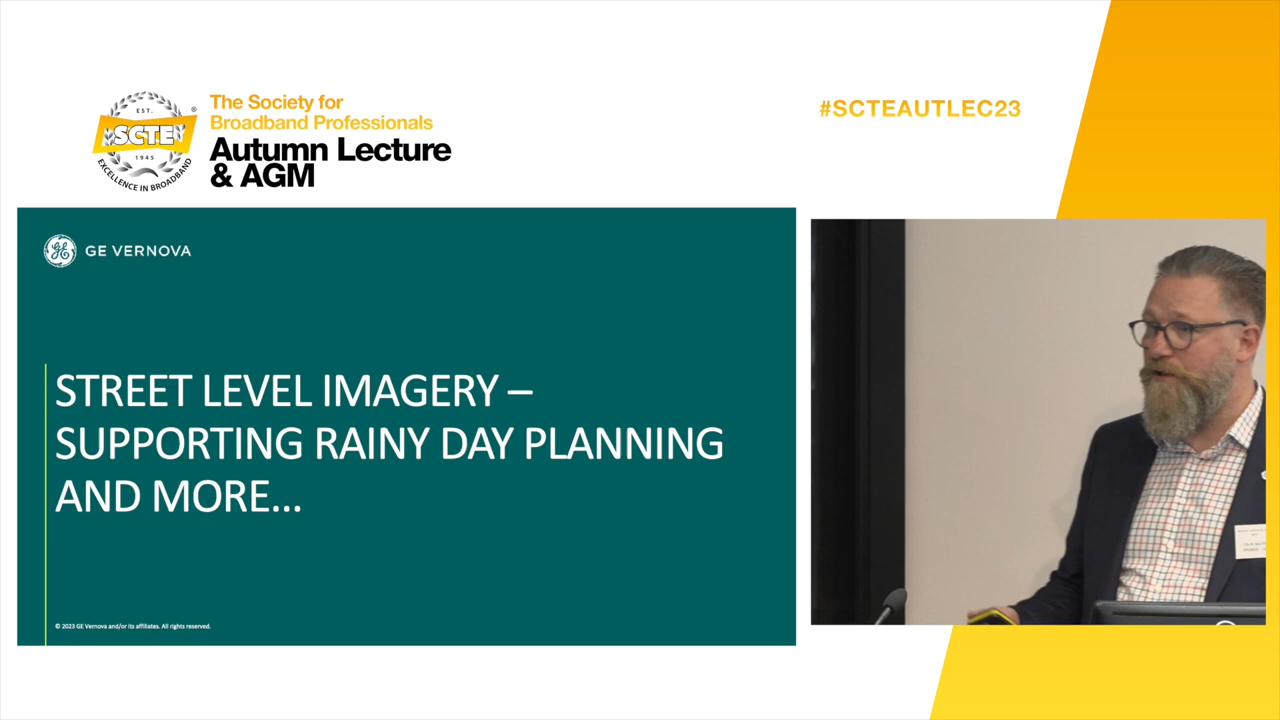 EST.
SCTE
®
1945
EXCELLENCE IN BROADBAND
The Society for
Broadband Professionals
Autumn Lecture
& AGM
#SCTEAUTLEC23
GE VERNOVA
STREET LEVEL IMAGERY –
SUPPORTING RAINY DAY PLANNING
AND MORE...
© 2023 GE Vernova and/or its affiliates. All rights reserved.